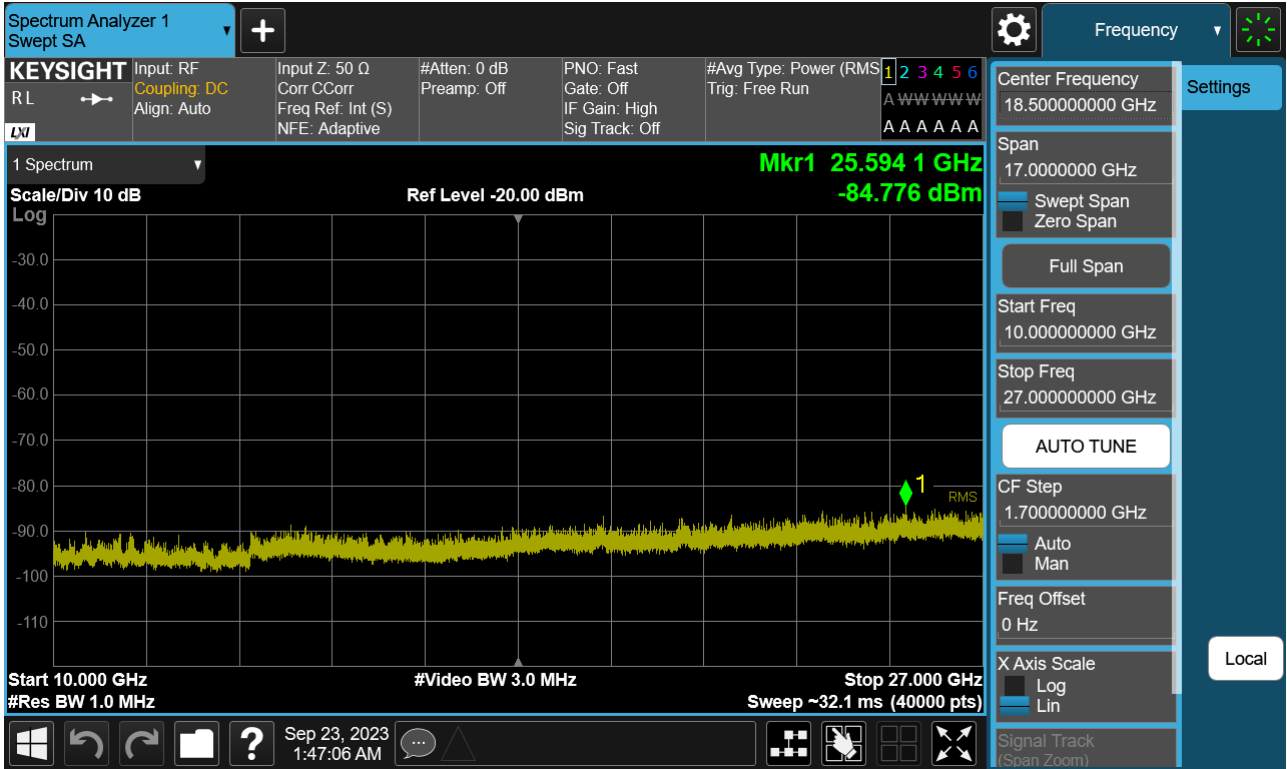 Spectrum Analyzer 1
Swept SA
Frequency
KEYSIGHT
R L
LXI
Input: RF
Coupling: DC
Align: Auto
Input Z: 50 Ω
Corr CCorr
Freq Ref: Int (S)
NFE: Adaptive
#Atten: 0 dB
Preamp: Off
PNO: Fast
Gate: Off
IF Gain: High
Sig Track: Off
#Avg Type: Power (RMS
Trig: Free Run
1 2 3 4 5 6
A W W W W W
A A A A A A
1 Spectrum
Mkr1 25.594 1 GHz
-84.776 dBm
Scale/Div 10 dB
Ref Level -20.00 dBm
Log
-30.0
-40.0
-50.0
-60.0
-70.0
-80.0
-90.0
-100
-110
1
RMS
Start 10.000 GHz
#Video BW 3.0 MHz
Stop 27.000 GHz
#Res BW 1.0 MHz
Sweep ~32.1 ms (40000 pts)
Center Frequency
18.500000000 GHz
Settings
Span
17.0000000 GHz
Swept Span
Zero Span
Full Span
Start Freq
10.000000000 GHz
Stop Freq
27.000000000 GHz
AUTO TUNE
CF Step
1.700000000 GHz
Auto
Man
Freq Offset
0 Hz
X Axis Scale
Log
Lin
Signal Track
(Span Zoom)
Local
?
Sep 23, 2023
1:47:06 AM